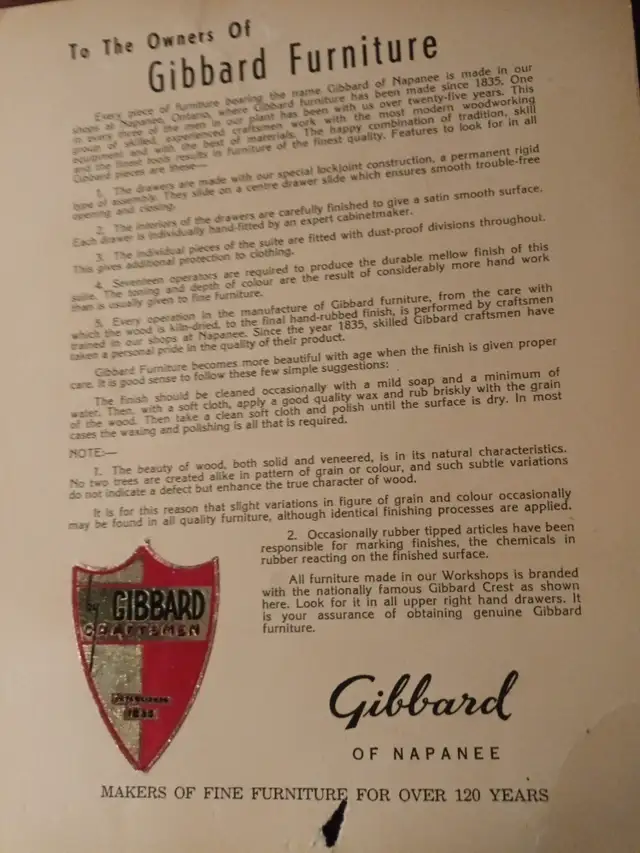 To The Owners Of
Gibbard Furniture
Every piece of furniture bearing the name Gibbard of Napanee is made in our
shops at Napanee, Ontario, where Gibbard furniture has been made since 1835. One
in every three of the men in our plant has been with us over twenty-five years. This
group of skilled, experienced craftsmen work with the most modern woodworking
equipment and with the best of materials. The happy combination of tradition, skill
and the finest tools results in furniture of the finest quality. Features to look for in all
Gibbard pieces are these—
1. The drawers are made with our special lockjoint construction, a permanent rigid
type of assembly. They slide on a centre drawer slide which ensures smooth trouble-free
opening and closing.
2. The interiors of the drawers are carefully finished to give a satin smooth surface.
Each drawer is individually hand-fitted by an expert cabinetmaker.
3. The individual pieces of the suite are fitted with dust-proof divisions throughout.
This gives additional protection to clothing.
4. Seventeen operators are required to produce the durable mellow finish of this
suite. The toning and depth of colour are the result of considerably more hand work
than is usually given to fine furniture.
5. Every operation in the manufacture of Gibbard furniture, from the care with
which the wood is kiln-dried, to the final hand-rubbed finish, is performed by craftsmen
trained in our shops at Napanee. Since the year 1835, skilled Gibbard craftsmen have
taken a personal pride in the quality of their product.
Gibbard Furniture becomes more beautiful with age when the finish is given proper
care. It is good sense to follow these few simple suggestions:
The finish should be cleaned occasionally with a mild soap and a minimum of
water. Then, with a soft cloth, apply a good quality wax and rub briskly with the grain
of the wood. Then take a clean soft cloth and polish until the surface is dry. In most
cases the waxing and polishing is all that is required.
NOTE:—
1. The beauty of wood, both solid and veneered, is in its natural characteristics.
No two trees are created alike in pattern of grain or colour, and such subtle variations
do not indicate a defect but enhance the true character of wood.
It is for this reason that slight variations in figure of grain and colour occasionally
may be found in all quality furniture, although identical finishing processes are applied.
2. Occasionally rubber tipped articles have been
responsible for marking finishes, the chemicals in
rubber reacting on the finished surface.
All furniture made in our Workshops is branded
with the nationally famous Gibbard Crest as shown
here. Look for it in all upper right hand drawers. It
is your assurance of obtaining genuine Gibbard
furniture.
by GIBBARD
CRAFTSMEN
1835
Gibbard
OF NAPANEE
MAKERS OF FINE FURNITURE FOR OVER 120 YEARS